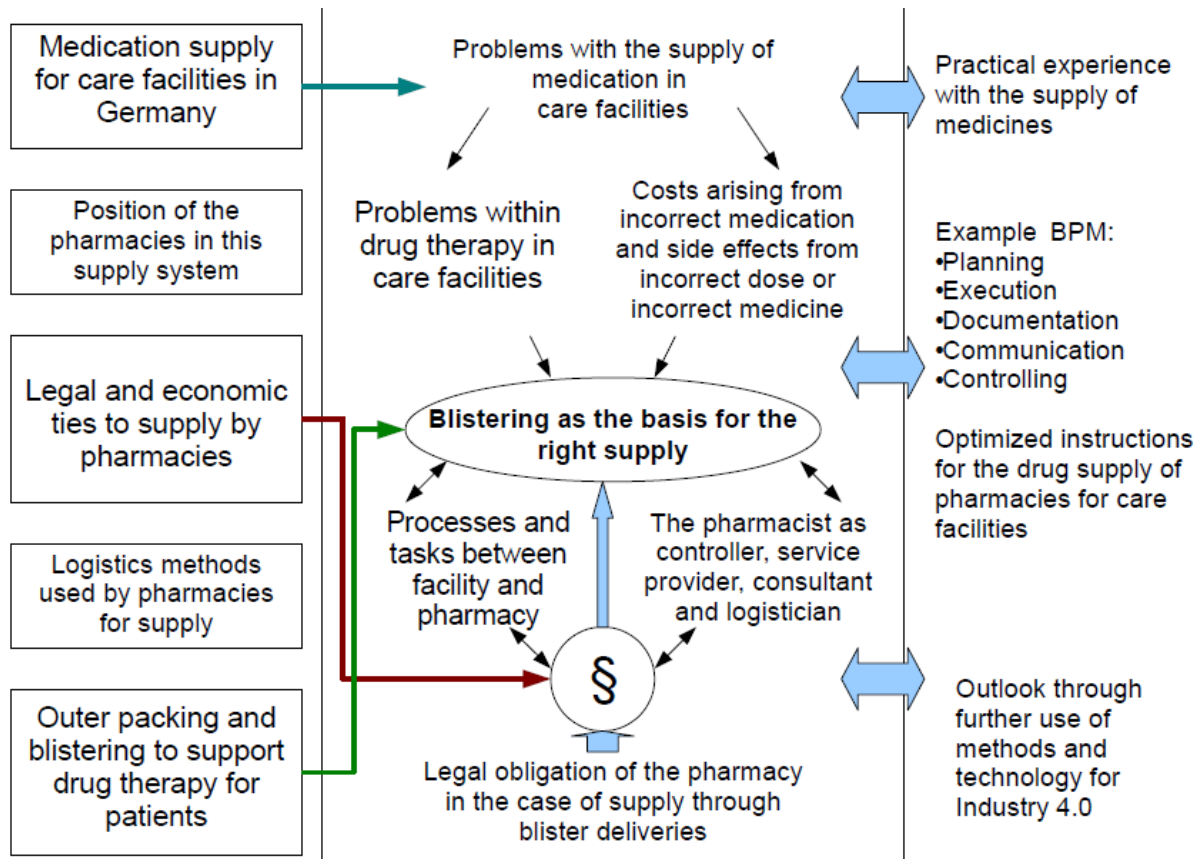 Medication supply
for care facilities in
Germany
Position of the
pharmacies in this
supply system
Legal and economic
ties to supply by
pharmacies
Logistics methods
used by pharmacies
for supply
Outer packing and
blistering to support
drug therapy for
patients
Problems with the supply of
medication in
care facilities
Problems within
drug therapy in
care facilities
Costs arising from
incorrect medication
and side effects from
incorrect dose or
incorrect medicine
Blistering as the basis for the
right supply
Processes and
tasks between
facility and
pharmacy
The pharmacist as
controller, service
provider, consultant
and logistician
§
Legal obligation of the pharmacy
in the case of supply through
blister deliveries
Practical experience
with the supply of
medicines
Example BPM:
•Planning
•Execution
•Documentation
•Communication
•Controlling
Optimized instructions
for the drug supply of
pharmacies for care
facilities
Outlook through
further use of
methods and
technology for
Industry 4.0